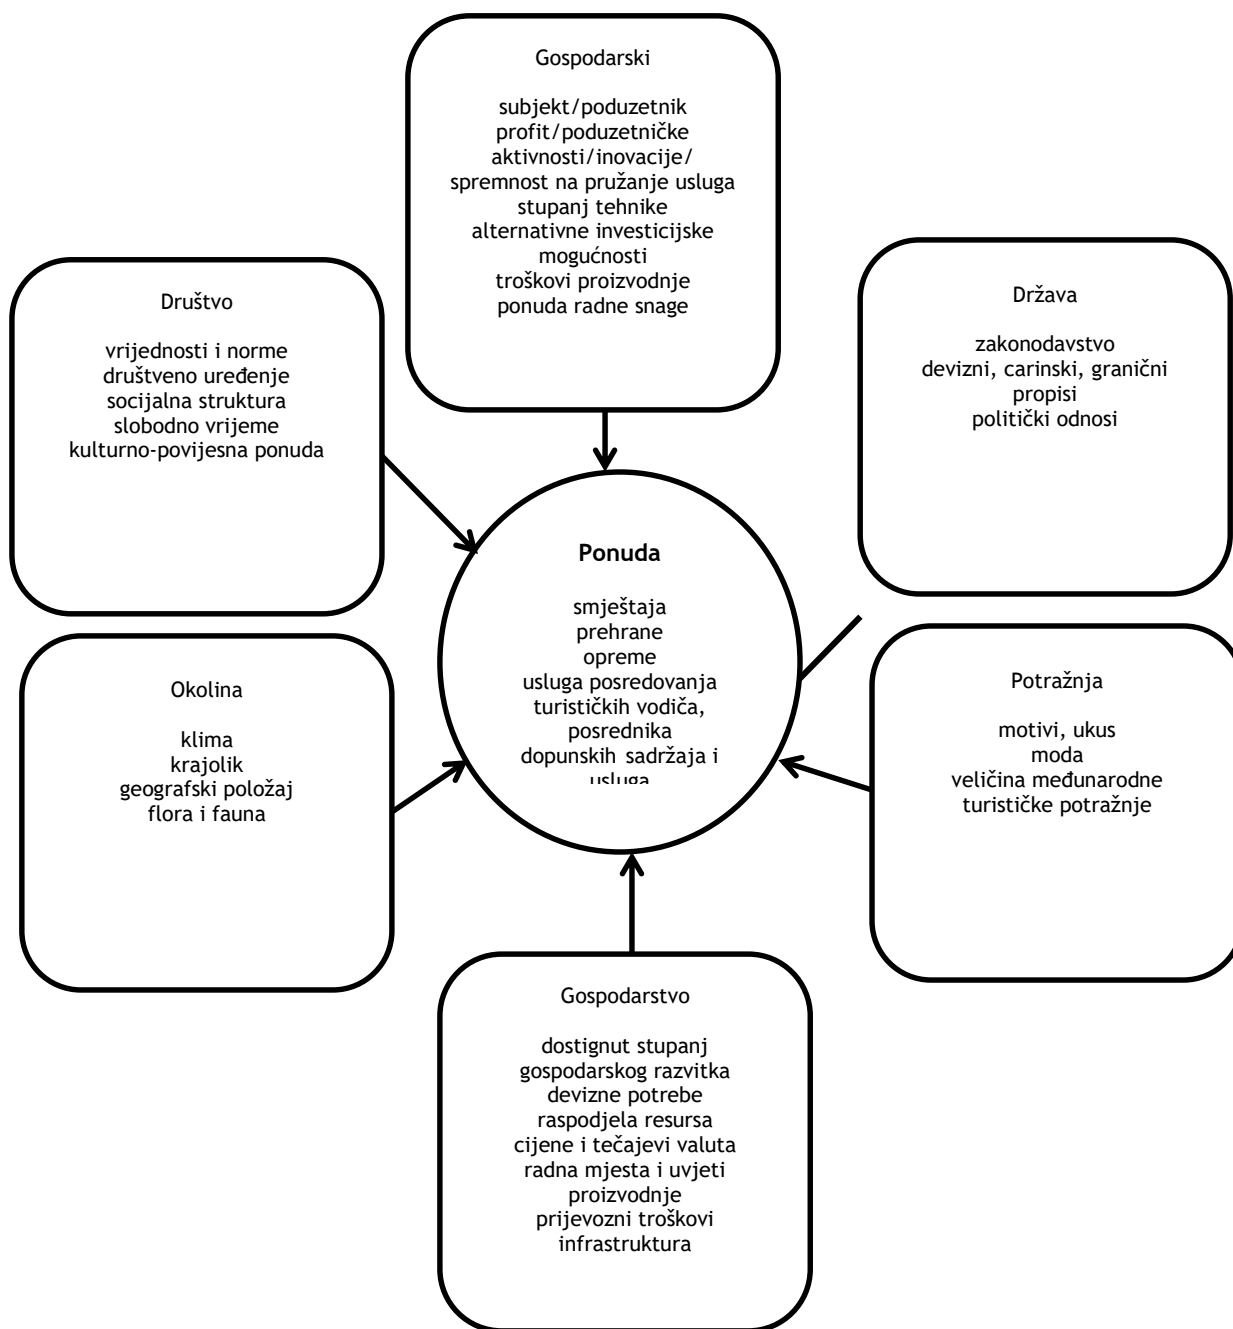 Gospodarski
subjekt/poduzetnik
profit/poduzetničke
aktivnosti/inovacije/
spremnost na pružanje usluga
stupanj tehnike
alternativne investicijske
mogućnosti
troškovi proizvodnje
ponuda radne snage
Društvo
vrijednosti i norme
društveno uređenje
socijalna struktura
slobodno vrijeme
kulturno-povijesna ponuda
Država
zakonodavstvo
devizni, carinski, granični
propisi
politički odnosi
Ponuda
smještaja
prehrane
opreme
usluga posredovanja
turističkih vodiča,
posrednika
dopunskih sadržaja i
usluga
Okolina
klima
krajolik
geografski položaj
flora i fauna
Potražnja
motivi, ukus
moda
veličina međunarodne
turističke potražnje
Gospodarstvo
dostignut stupanj
gospodarskog razvitka
devizne potrebe
raspodjela resursa
cijene i tečajevi valuta
radna mjesta i uvjeti
proizvodnje
prijevozni troškovi
infrastruktura